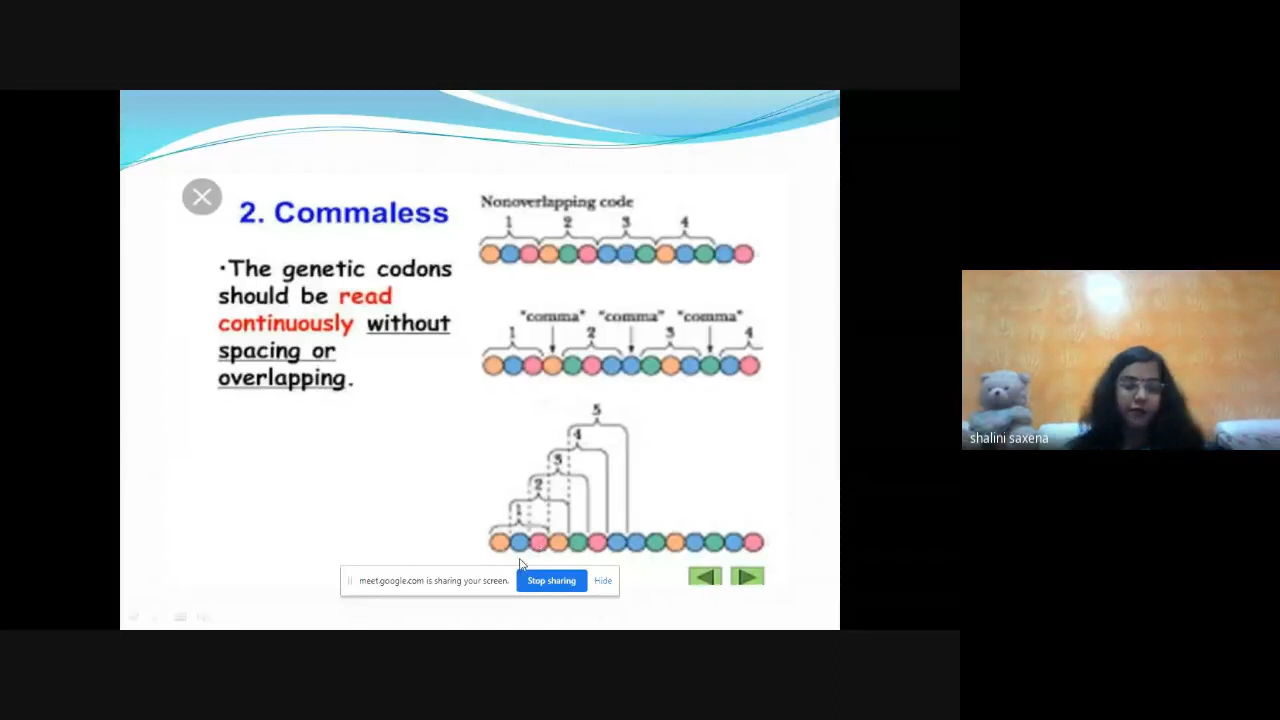 2. Commaless
•The genetic codons
should be read
continuously without
spacing or
overlapping.
Nonoverlapping code
1 2 3 4
"comma" "comma" "comma"
1 2 3 4
5
4
3
2
1
meet.google.com is sharing your screen. Stop sharing Hide
shalini saxena